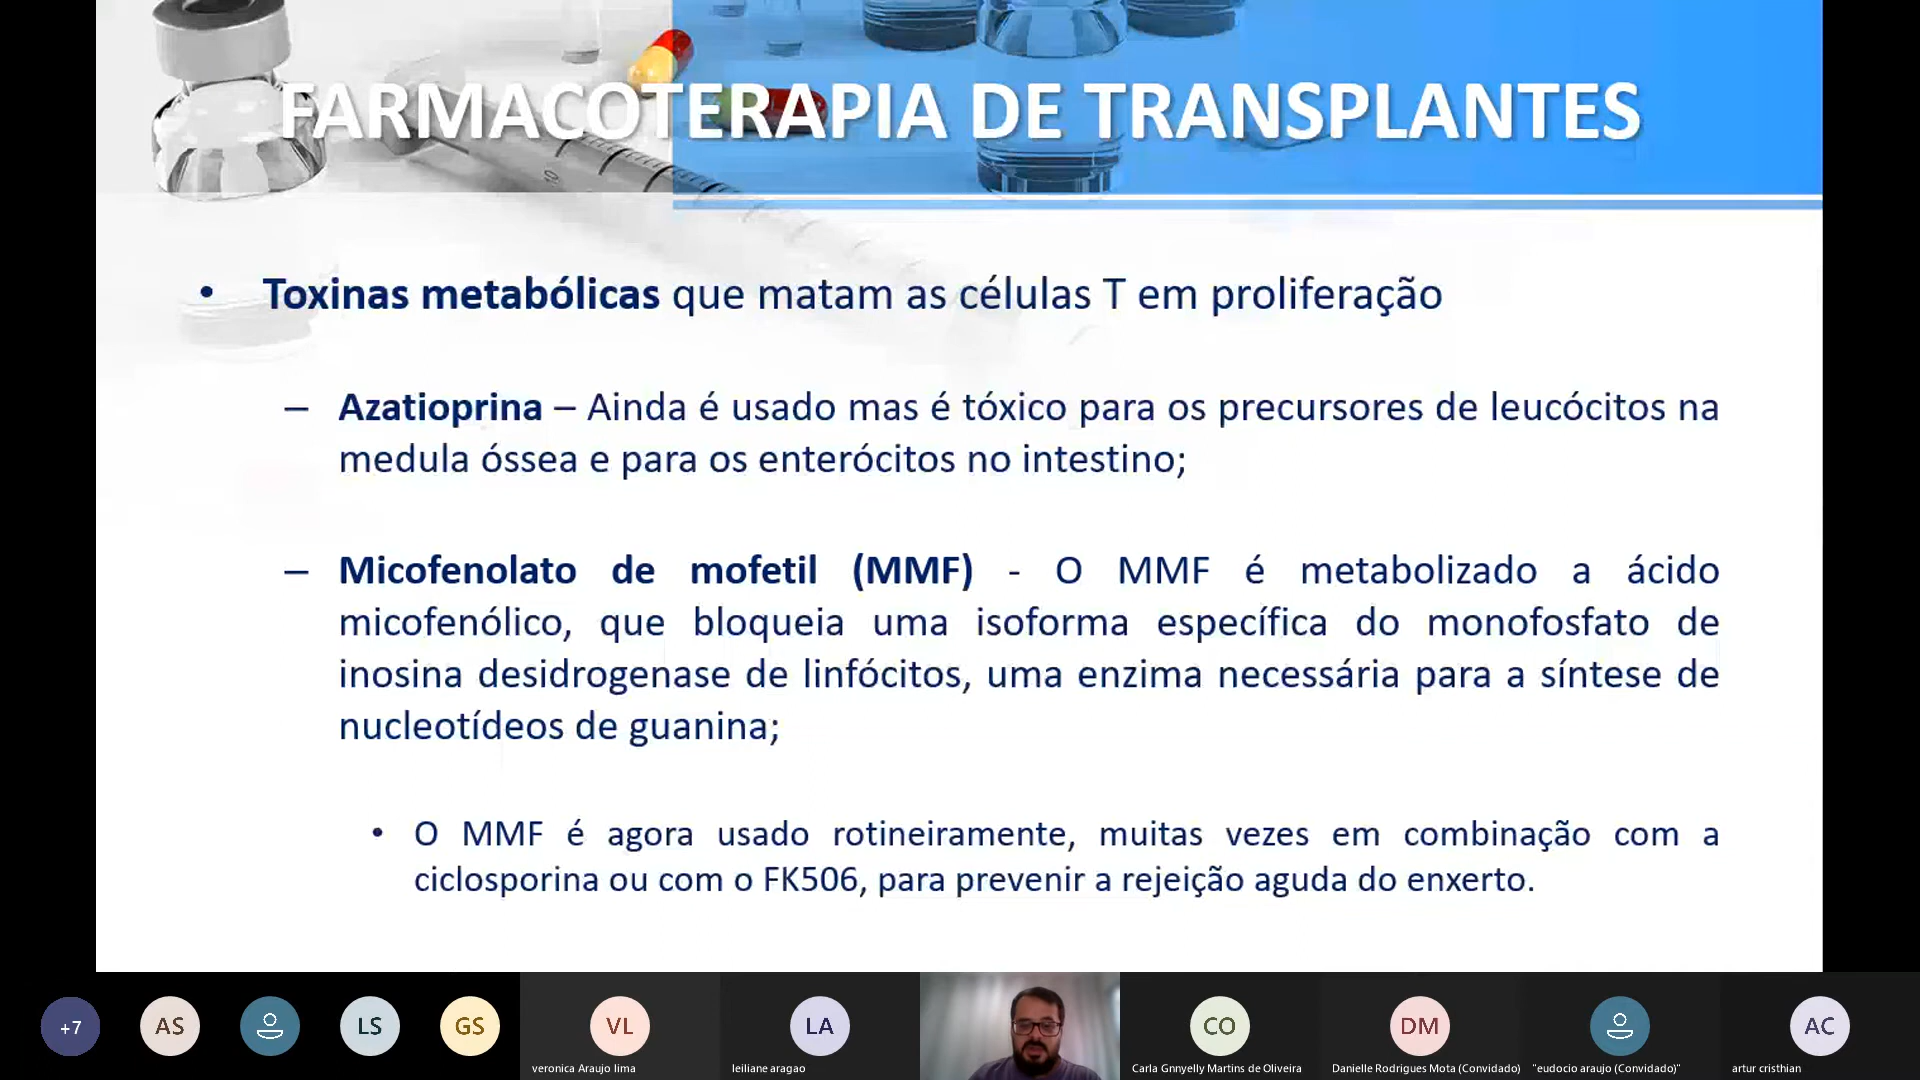 FARMACOTERAPIA DE TRANSPLANTES
• Toxinas metabólicas que matam as células T em proliferação
– Azatioprina – Ainda é usado mas é tóxico para os precursores de leucócitos na
medula óssea e para os enterócitos no intestino;
– Micofenolato de mofetil (MMF) - O MMF é metabolizado a ácido
micofenólico, que bloqueia uma isoforma específica do monofosfato de
inosina desidrogenase de linfócitos, uma enzima necessária para a síntese de
nucleotídeos de guanina;
• O MMF é agora usado rotineiramente, muitas vezes em combinação com a
ciclosporina ou com o FK506, para prevenir a rejeição aguda do enxerto.
+7
AS
LS
GS
VL
LA
CO
DM
AC
veronica Araujo lima
leiliane aragao
Carla Gnnyelly Martins de Oliveira
Danielle Rodrigues Mota (Convidado)
"eudocio araujo (Convidado)"
artur cristhian